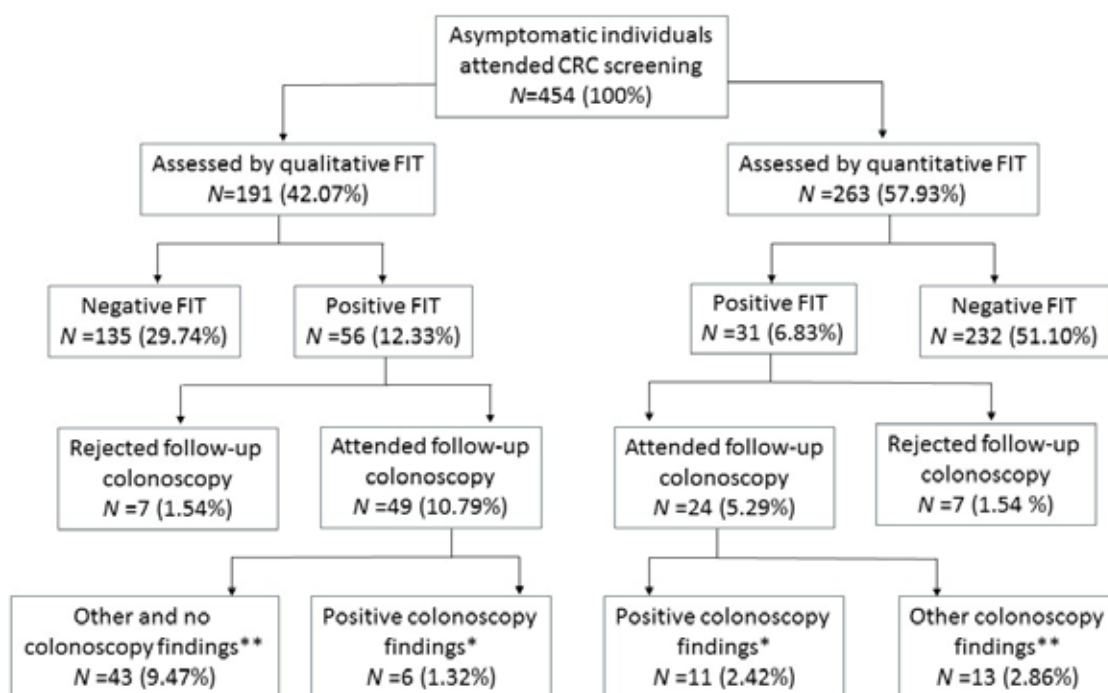 Asymptomatic individuals
attended CRC screening
N=454 (100%)
Assessed by qualitative FIT
N=191 (42.07%)
Assessed by quantitative FIT
N=263 (57.93%)
Negative FIT
N =135 (29.74%)
Positive FIT
N =56 (12.33%)
Positive FIT
N =31 (6.83%)
Negative FIT
N=232 (51.10%)
Rejected follow-up
colonoscopy
N =7 (1.54%)
Attended follow-up
colonoscopy
N =49 (10.79%)
Attended follow-up
colonoscopy
N =24 (5.29%)
Rejected follow-up
colonoscopy
N =7 (1.54 %)
Other and no
colonoscopy findings**
N =43 (9.47%)
Positive colonoscopy
findings*
N =6 (1.32%)
Positive colonoscopy
findings*
N =11 (2.42%)
Other colonoscopy
findings**
N =13 (2.86%)